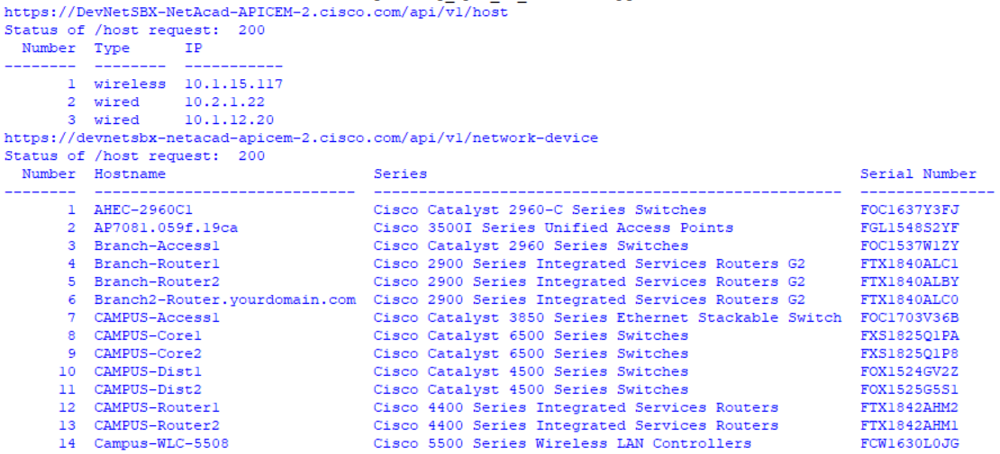 https://DevNetSBX-NetAcad-APICEM-2.cisco.com/api/v1/host
Status of /host request:  200
  Number  Type      IP
--------  --------  -----------
       1  wireless  10.1.15.117
       2  wired     10.2.1.22
       3  wired     10.1.12.20
https://devnetsbx-netacad-apicem-2.cisco.com/api/v1/network-device
Status of /host request:  200
  Number  Hostname                       Series                                                Serial Number
--------  -----------------------------  ----------------------------------------------------  ---------------
       1  AHEC-2960C1                    Cisco Catalyst 2960-C Series Switches                 FOC1637Y3FJ
       2  AP7081.059f.19ca               Cisco 3500I Series Unified Access Points              FGL1548S2YF
       3  Branch-Access1                 Cisco Catalyst 2960 Series Switches                   FOC1537W1ZY
       4  Branch-Router1                 Cisco 2900 Series Integrated Services Routers G2      FTX1840ALC1
       5  Branch-Router2                 Cisco 2900 Series Integrated Services Routers G2      FTX1840ALBY
       6  Branch2-Router.yourdomain.com  Cisco 2900 Series Integrated Services Routers G2      FTX1840ALC0
       7  CAMPUS-Access1                 Cisco Catalyst 3850 Series Ethernet Stackable Switch  FOC1703V36B
       8  CAMPUS-Core1                   Cisco Catalyst 6500 Series Switches                   FXS1825Q1PA
       9  CAMPUS-Core2                   Cisco Catalyst 6500 Series Switches                   FXS1825Q1P8
      10  CAMPUS-Dist1                   Cisco Catalyst 4500 Series Switches                   FOX1524GV2Z
      11  CAMPUS-Dist2                   Cisco Catalyst 4500 Series Switches                   FOX1525G5S1
      12  CAMPUS-Router1                 Cisco 4400 Series Integrated Services Routers         FTX1842AHM2
      13  CAMPUS-Router2                 Cisco 4400 Series Integrated Services Routers         FTX1842AHM1
      14  Campus-WLC-5508                Cisco 5500 Series Wireless LAN Controllers            FCW1630L0JG